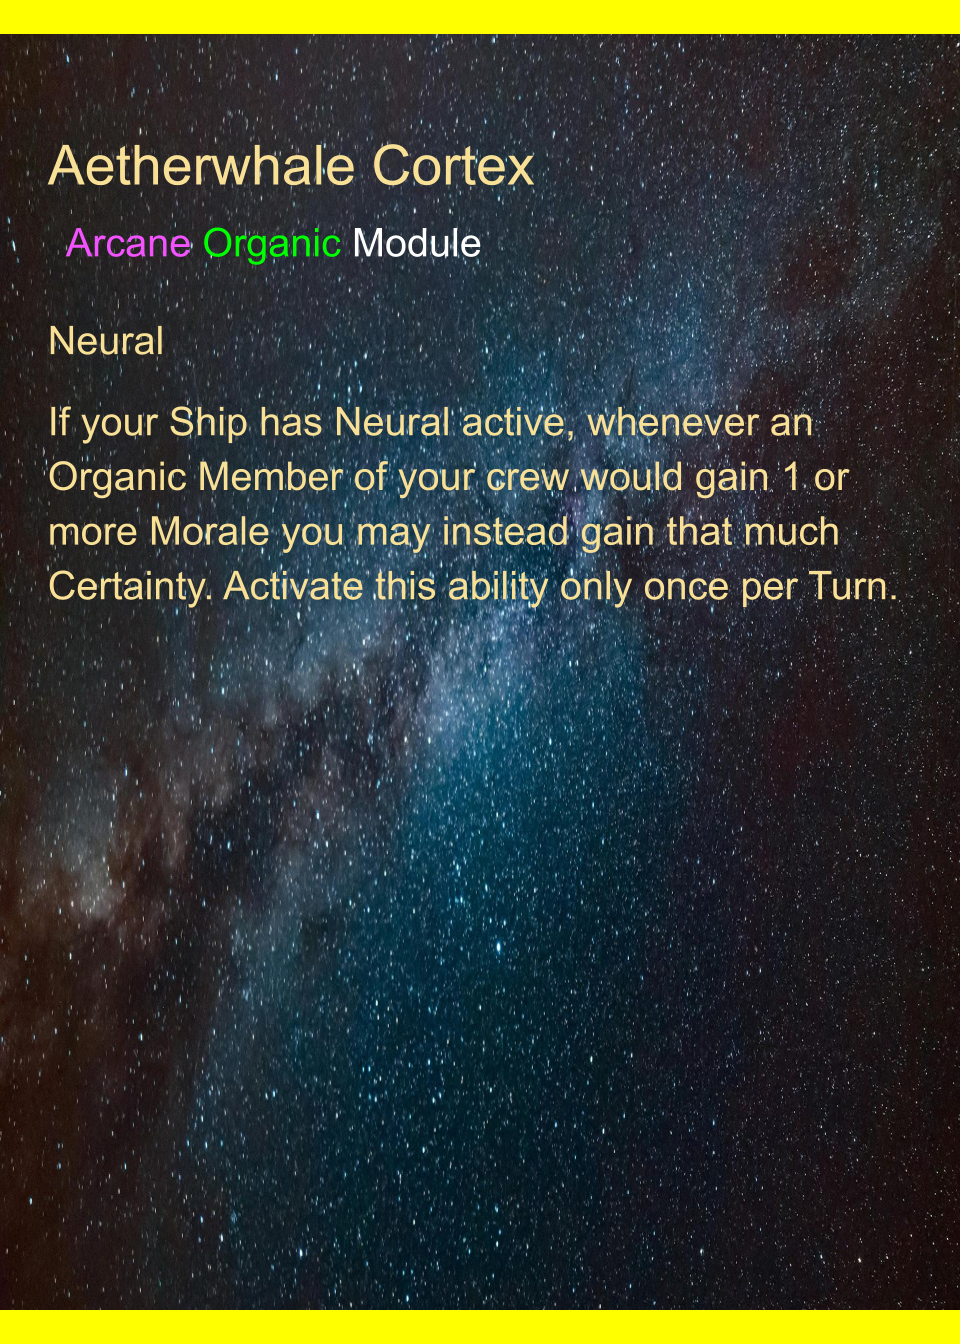 Aetherwhale Cortex
Arcane Organic Module
Neural
If your Ship has Neural active, whenever an
Organic Member of your crew would gain 1 or
more Morale you may instead gain that much
Certainty. Activate this ability only once per Turn.